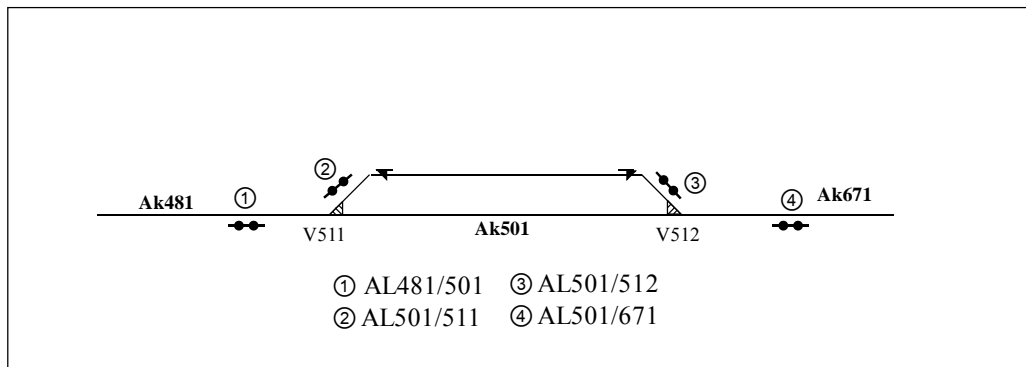 ② ③
Ak481 ① ④ Ak671
V511 Ak501 V512
① AL481/501 ③ AL501/512
② AL501/511 ④ AL501/671